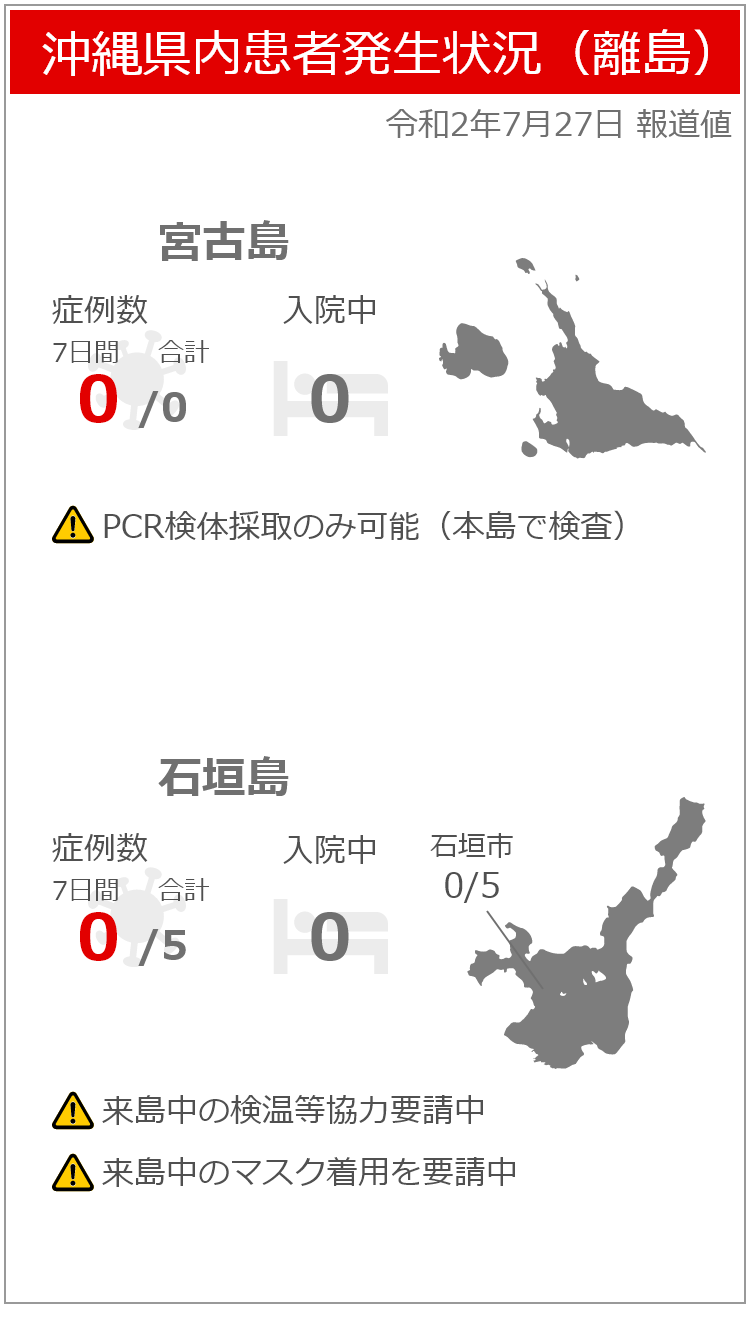 沖縄県内患者発生状況（離島）
令和2年7月27日 報道値
宮古島
症例数 入院中
7日間 合計
0 /0 0
PCR検体採取のみ可能（本島で検査）
石垣島
症例数 入院中
7日間 合計
0 /5 0
石垣市
0/5
来島中の検温等協力要請中
来島中のマスク着用を要請中